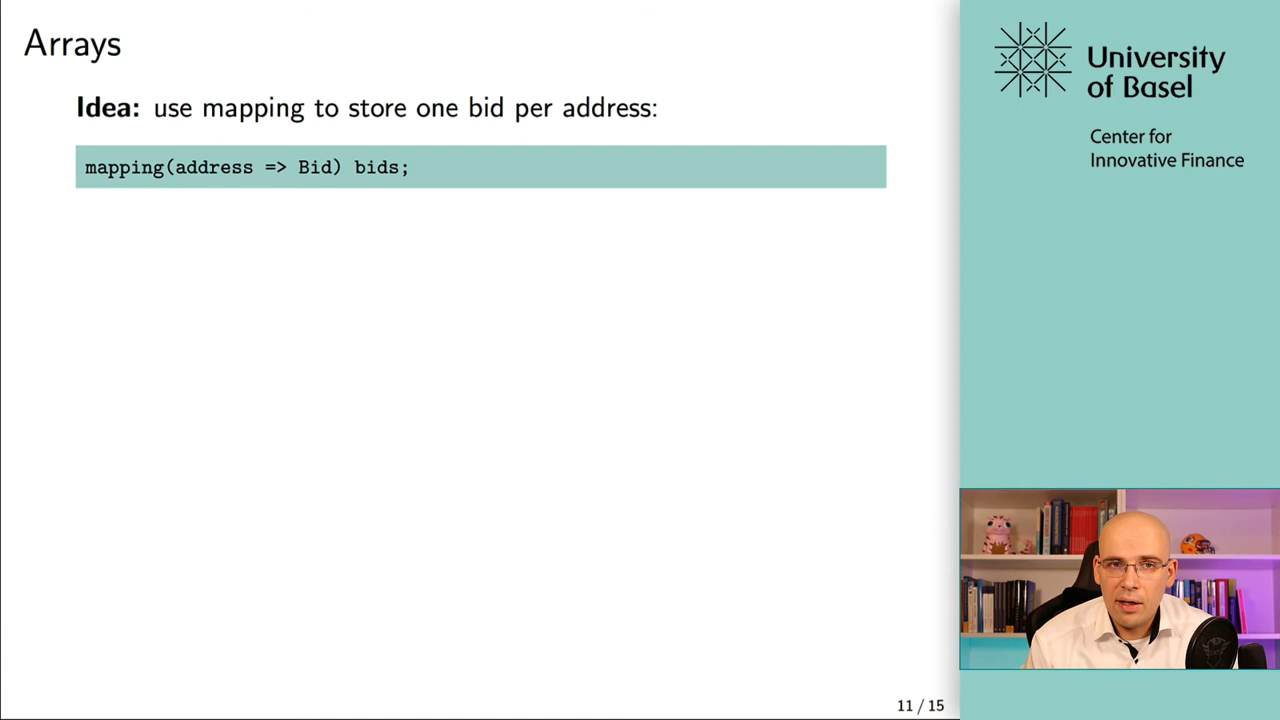 Arrays
Idea: use mapping to store one bid per address:
mapping(address => Bid) bids;
11 / 15
University
of Basel
Center for
Innovative Finance